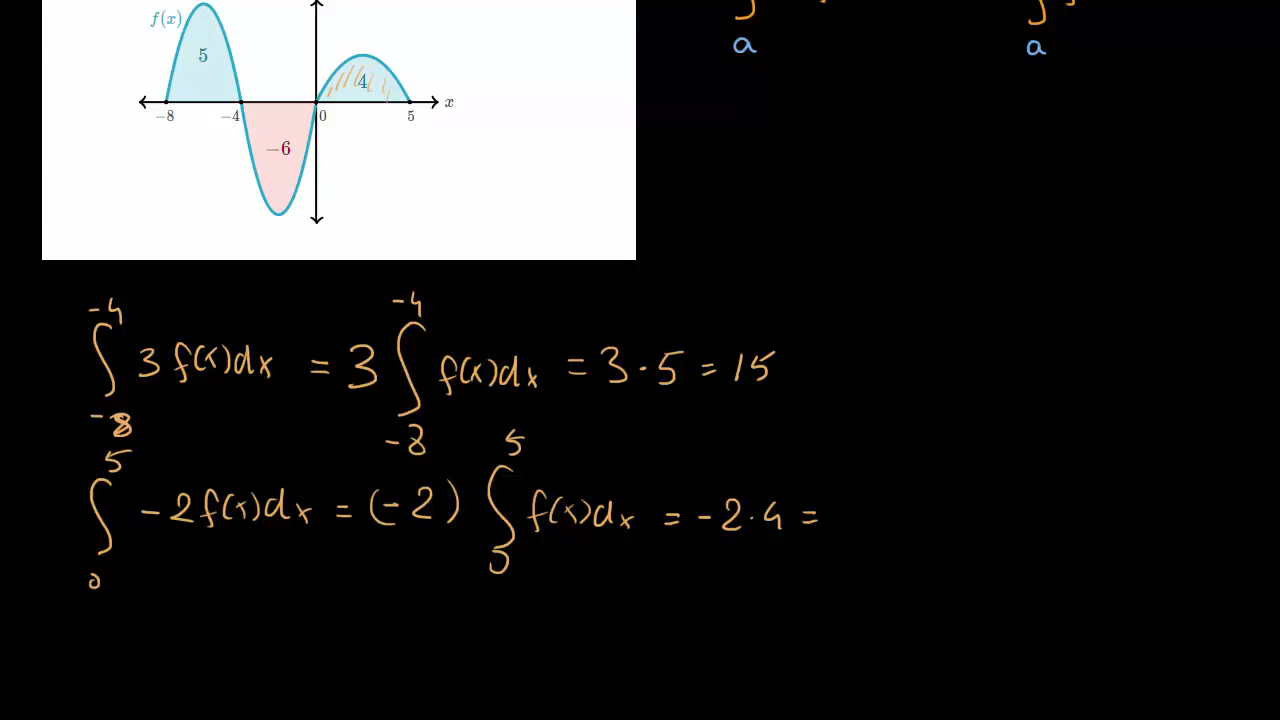 f(x)
5
4
-6
x
-8 -4 0 5
a a
∫_{-8}^{-4} 3 f(x)dx = 3 ∫_{-8}^{-4} f(x)dx = 3 · 5 = 15
∫_{0}^{5} -2f(x)dx = (-2) ∫_{0}^{5} f(x)dx = -2 · 4 =